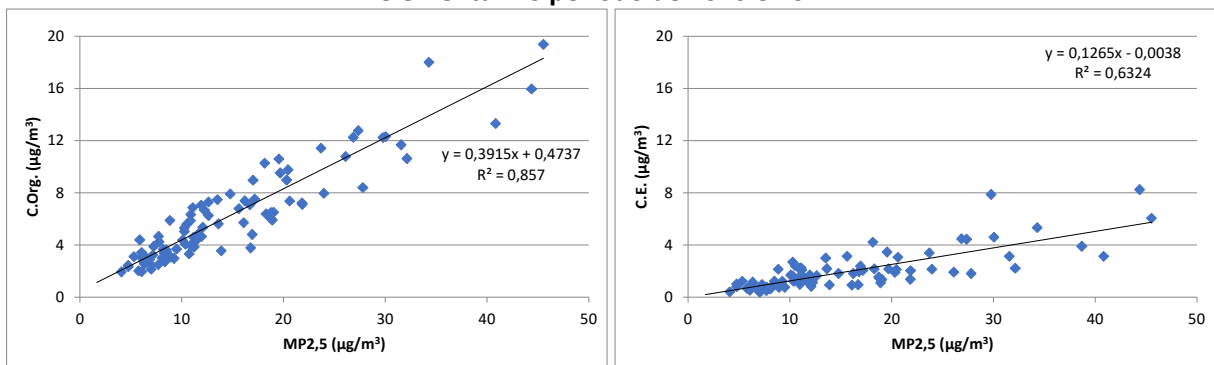 20
16
12
8
4
0
C.Org. (µg/m³)
y = 0,3915x + 0,4737
R² = 0,857
0 10 20 30 40 50
MP2,5 (µg/m³)
20
16
12
8
4
0
C.E. (µg/m³)
y = 0,1265x - 0,0038
R² = 0,6324
0 10 20 30 40 50
MP2,5 (µg/m³)